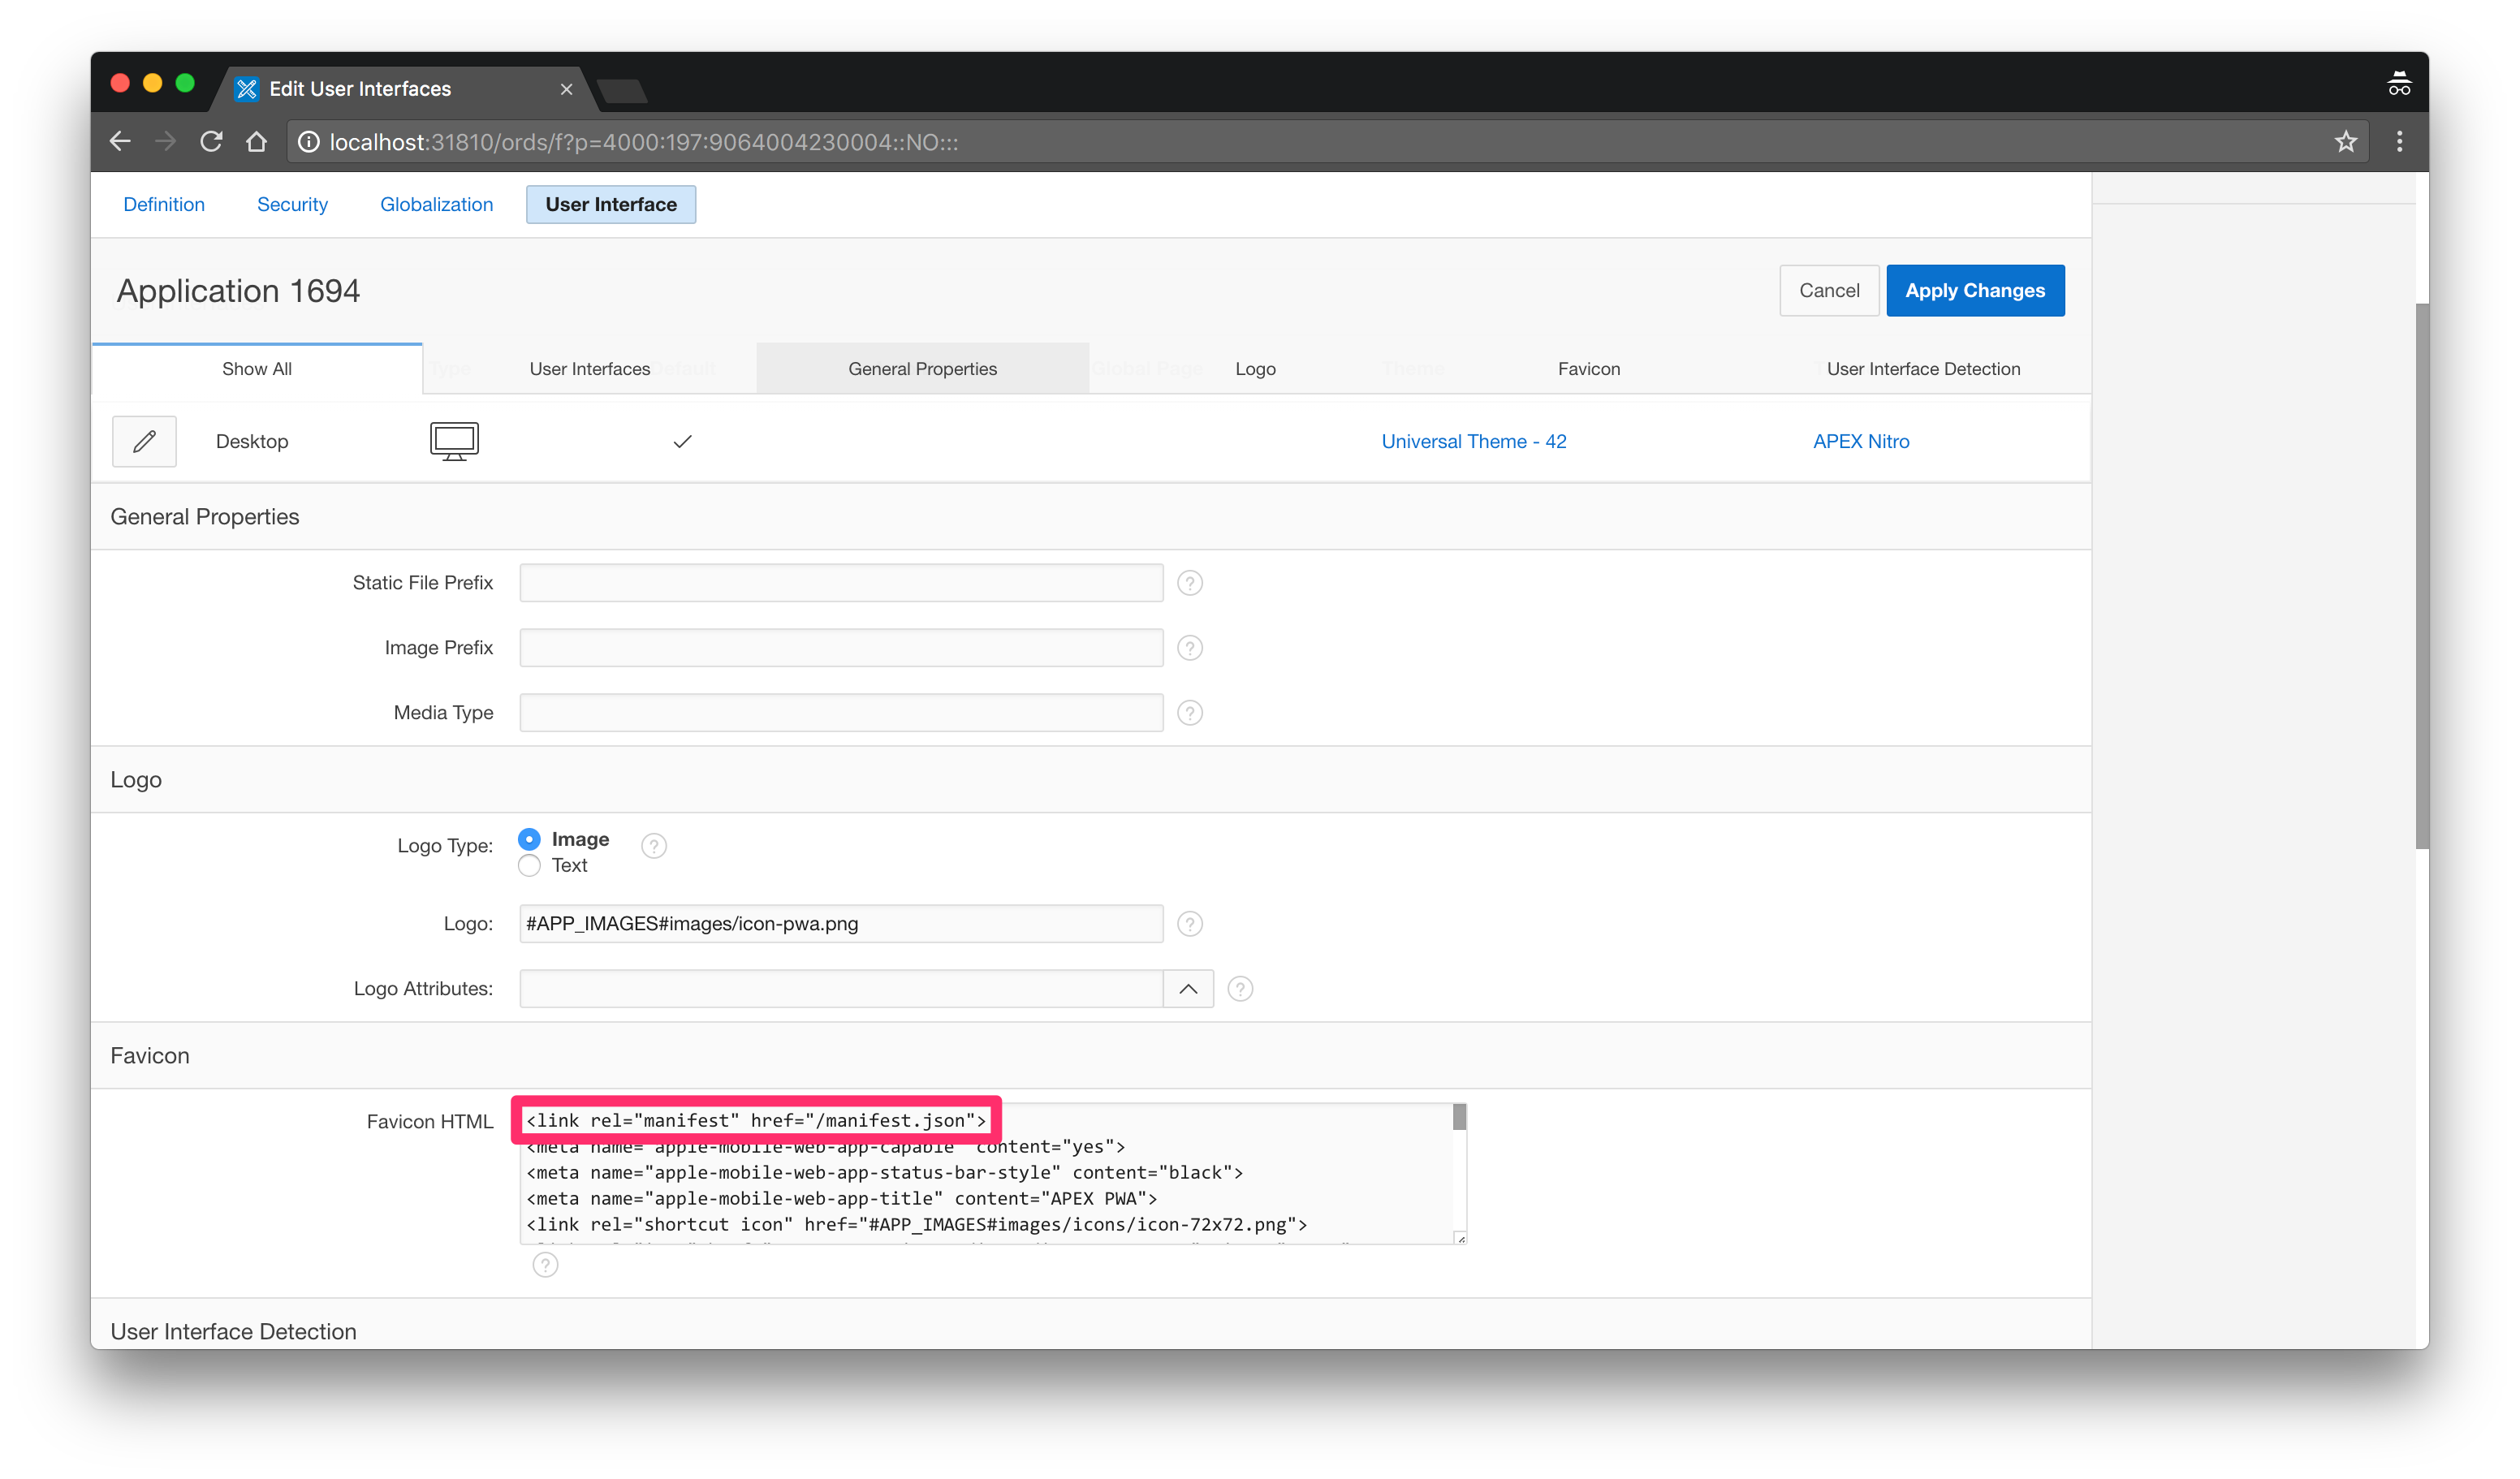 Edit User Interfaces
localhost:31810/ords/f?p=4000:197:9064004230004::NO:::
Definition Security Globalization User Interface
Application 1694
Cancel Apply Changes
Show All Type User Interfaces Default General Properties Global Page Logo Theme Favicon User Interface Detection
Desktop Universal Theme - 42 APEX Nitro
General Properties
Static File Prefix ?
Image Prefix ?
Media Type ?
Logo
Logo Type: Image ?
Text
Logo: #APP_IMAGES#images/icon-pwa.png ?
Logo Attributes: ?
Favicon
Favicon HTML <link rel="manifest" href="/manifest.json">
<meta name="apple-mobile-web-app-capable" content="yes">
<meta name="apple-mobile-web-app-status-bar-style" content="black">
<meta name="apple-mobile-web-app-title" content="APEX PWA">
<link rel="shortcut icon" href="#APP_IMAGES#images/icons/icon-72x72.png">
?
User Interface Detection